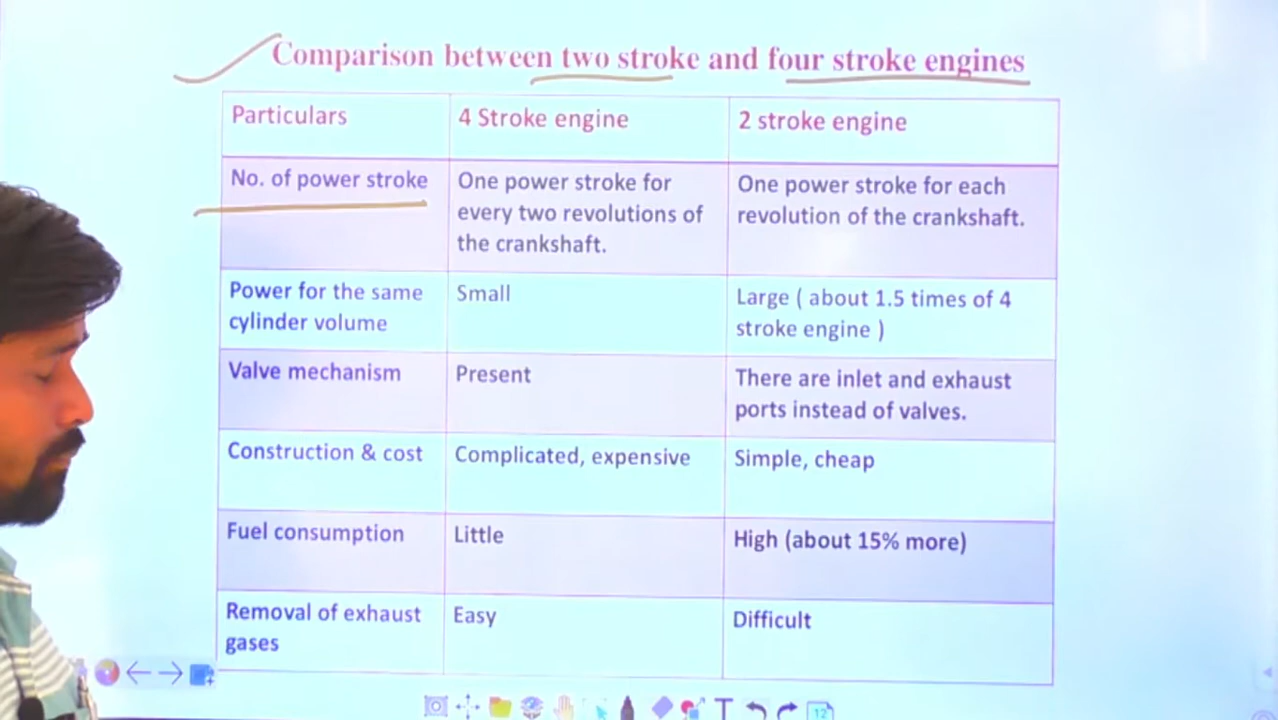 Comparison between two stroke and four stroke engines
Particulars
4 Stroke engine
2 stroke engine
No. of power stroke
One power stroke for
every two revolutions of
the crankshaft.
One power stroke for each
revolution of the crankshaft.
Power for the same
cylinder volume
Small
Large ( about 1.5 times of 4
stroke engine )
Valve mechanism
Present
There are inlet and exhaust
ports instead of valves.
Construction & cost
Complicated, expensive
Simple, cheap
Fuel consumption
Little
High (about 15% more)
Removal of exhaust
gases
Easy
Difficult
T
12